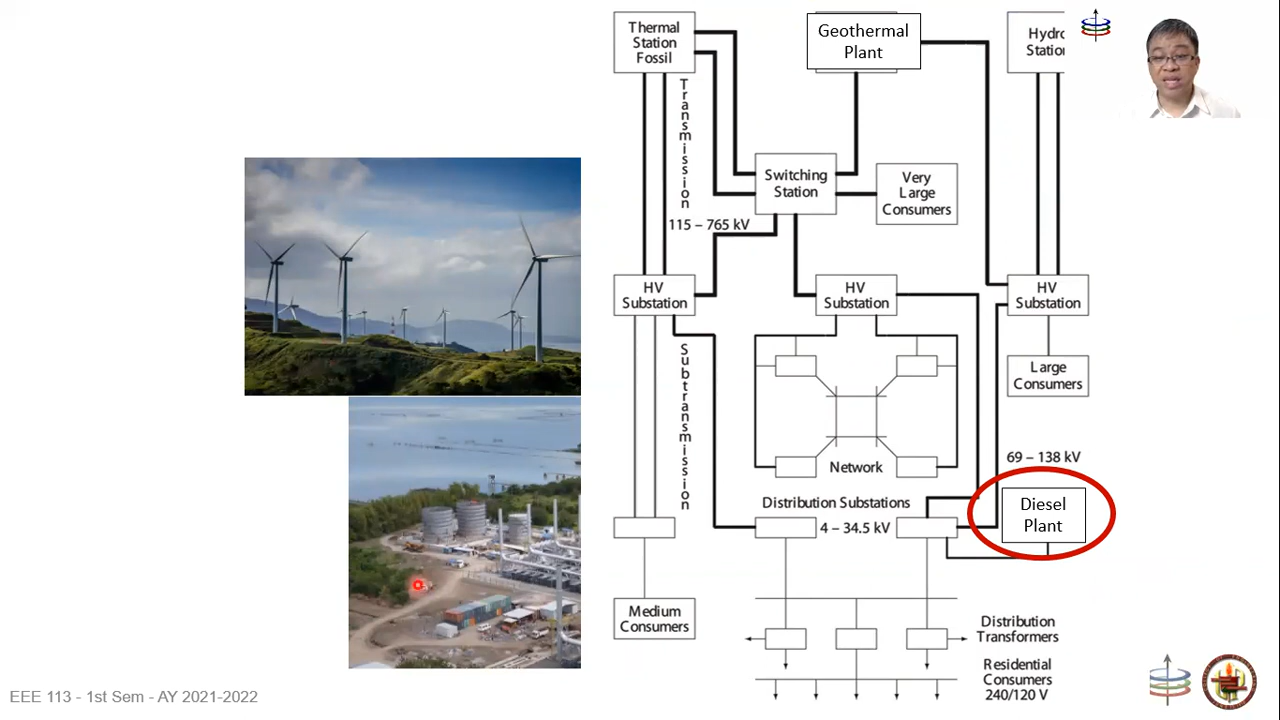 Thermal
Station
Fossil
Geothermal
Plant
Hydro
Station
Transmission
Switching
Station
Very
Large
Consumers
115 – 765 kV
HV
Substation
HV
Substation
HV
Substation
Subtransmission
Large
Consumers
Network
69 – 138 kV
Distribution Substations
4 – 34.5 kV
Diesel
Plant
Medium
Consumers
Distribution
Transformers
Residential
Consumers
240/120 V
EEE 113 - 1st Sem - AY 2021-2022